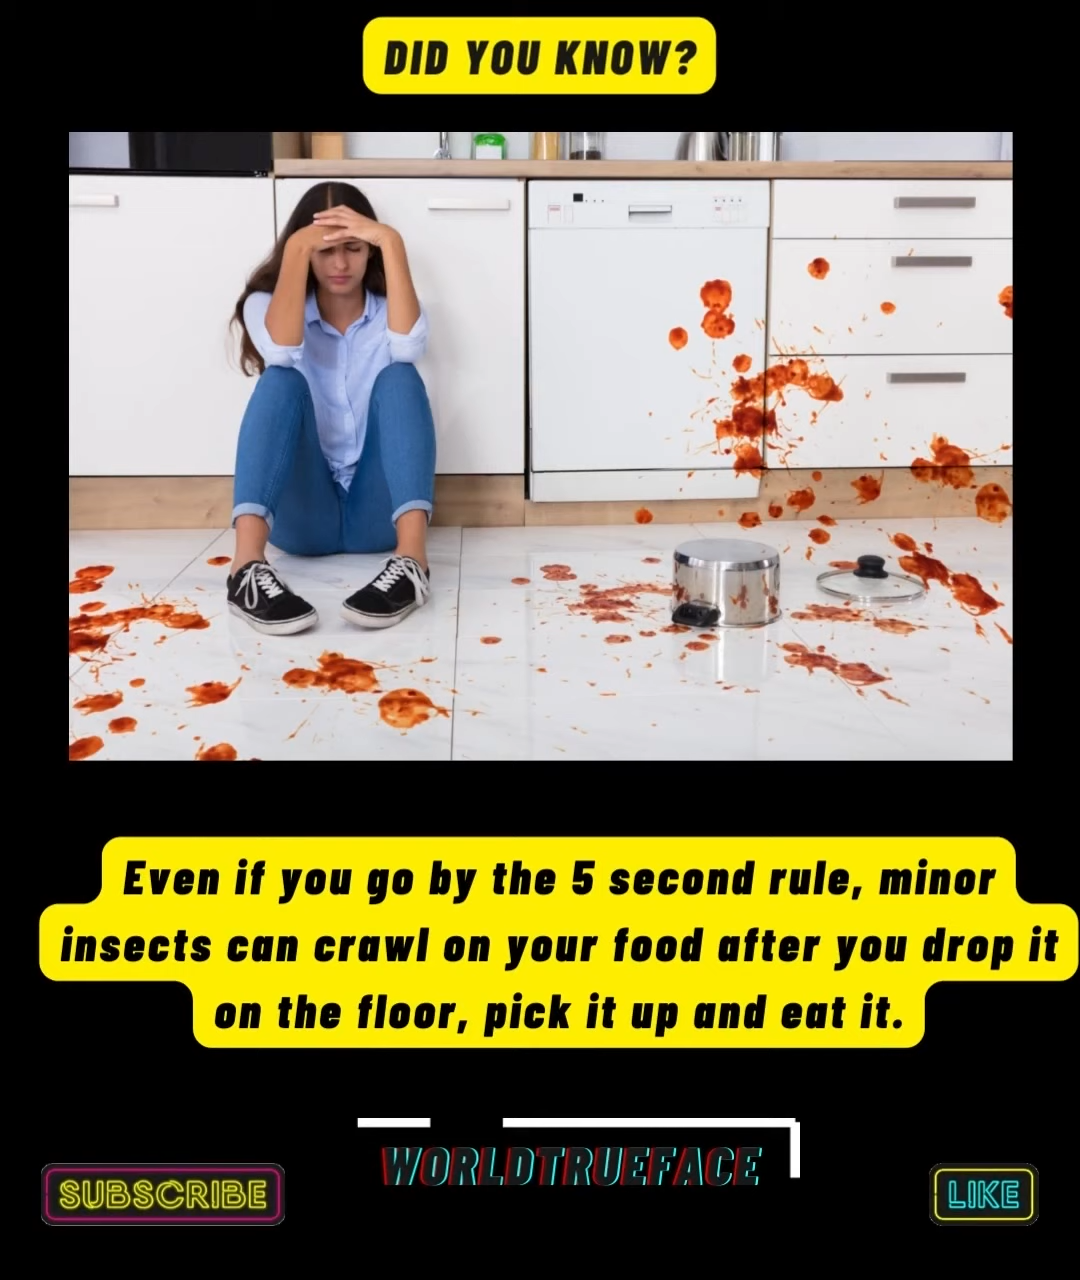 DID YOU KNOW?
Even if you go by the 5 second rule, minor
insects can crawl on your food after you drop it
on the floor, pick it up and eat it.
WORLDTRUEFACE
SUBSCRIBE
LIKE